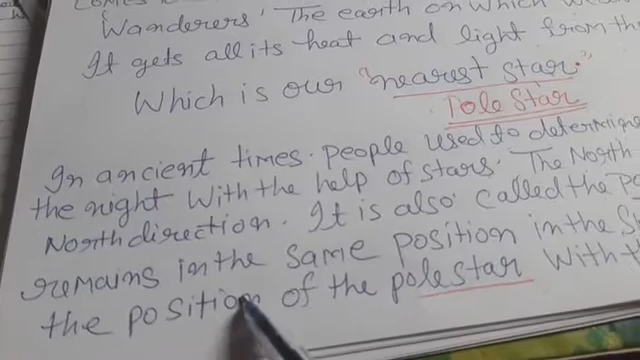 Wanderers'. The earth on which
It gets all its heat and light from
Which is our "nearest star."
Pole Star
In ancient times. People used to determine
the night With the help of stars. The North
North direction. It is also called the
remains in the same position in the
the position of the pole star With